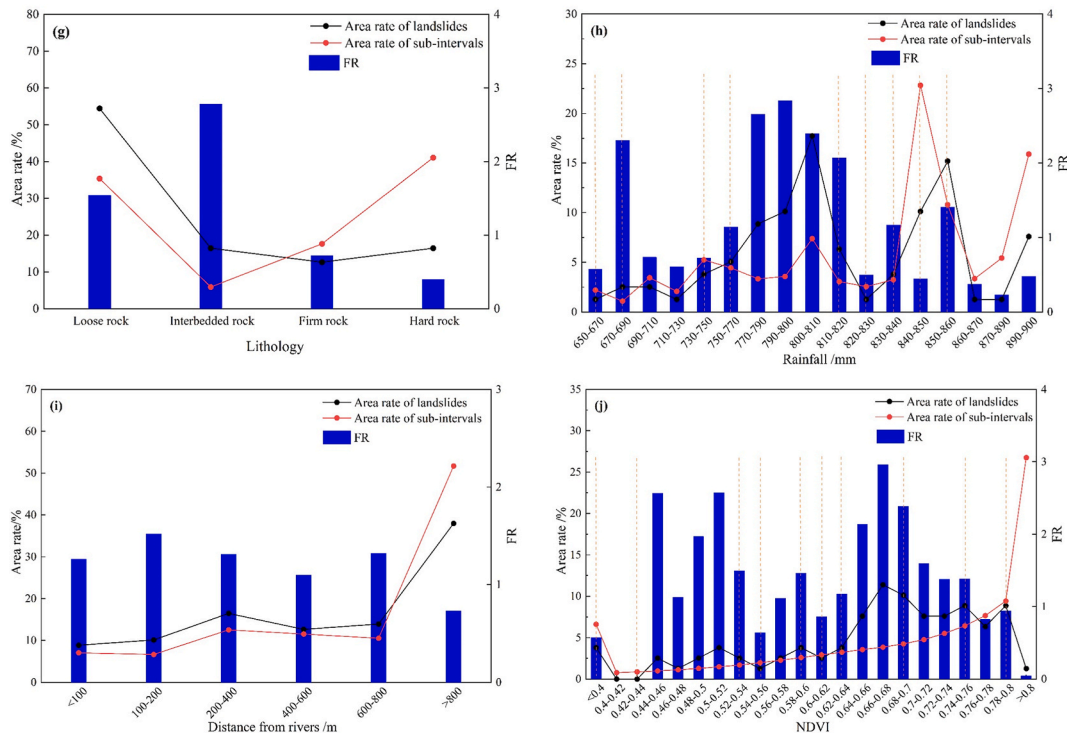 (g)
Area rate of landslides
Area rate of sub-intervals
FR
80
70
60
50
40
30
20
10
0
4
3
2
1
0
Area rate /%
FR
Loose rock Interbedded rock Firm rock Hard rock
Lithology
(h)
Area rate of landslides
Area rate of sub-intervals
FR
30
25
20
15
10
5
0
4
3
2
1
0
Area rate /%
FR
650-670 670-690 690-710 710-730 730-750 750-770 770-790 790-800 800-810 810-820 820-830 830-840 840-850 850-860 860-870 870-890 890-900
Rainfall /mm
(i)
Area rate of landslides
Area rate of sub-intervals
FR
70
60
50
40
30
20
10
0
3
2
1
0
Area rate/%
FR
<100 100-200 200-400 400-600 600-800 >800
Distance from rivers /m
(j)
Area rate of landslides
Area rate of sub-intervals
FR
35
30
25
20
15
10
5
0
4
3
2
1
0
Area rate /%
FR
<0.4 0.4-0.42 0.42-0.44 0.44-0.46 0.46-0.48 0.48-0.5 0.5-0.52 0.52-0.54 0.54-0.56 0.56-0.58 0.58-0.6 0.6-0.62 0.62-0.64 0.64-0.66 0.66-0.68 0.68-0.7 0.7-0.72 0.72-0.74 0.74-0.76 0.76-0.78 0.78-0.8 >0.8
NDVI